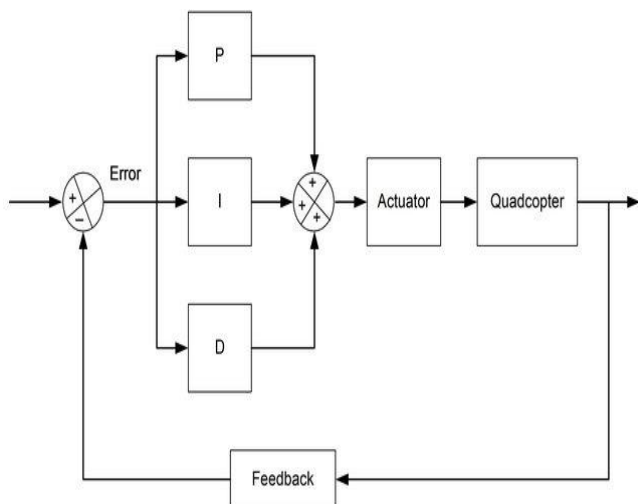 P
Error
+
−
I
+
+
+
Actuator
Quadcopter
D
Feedback